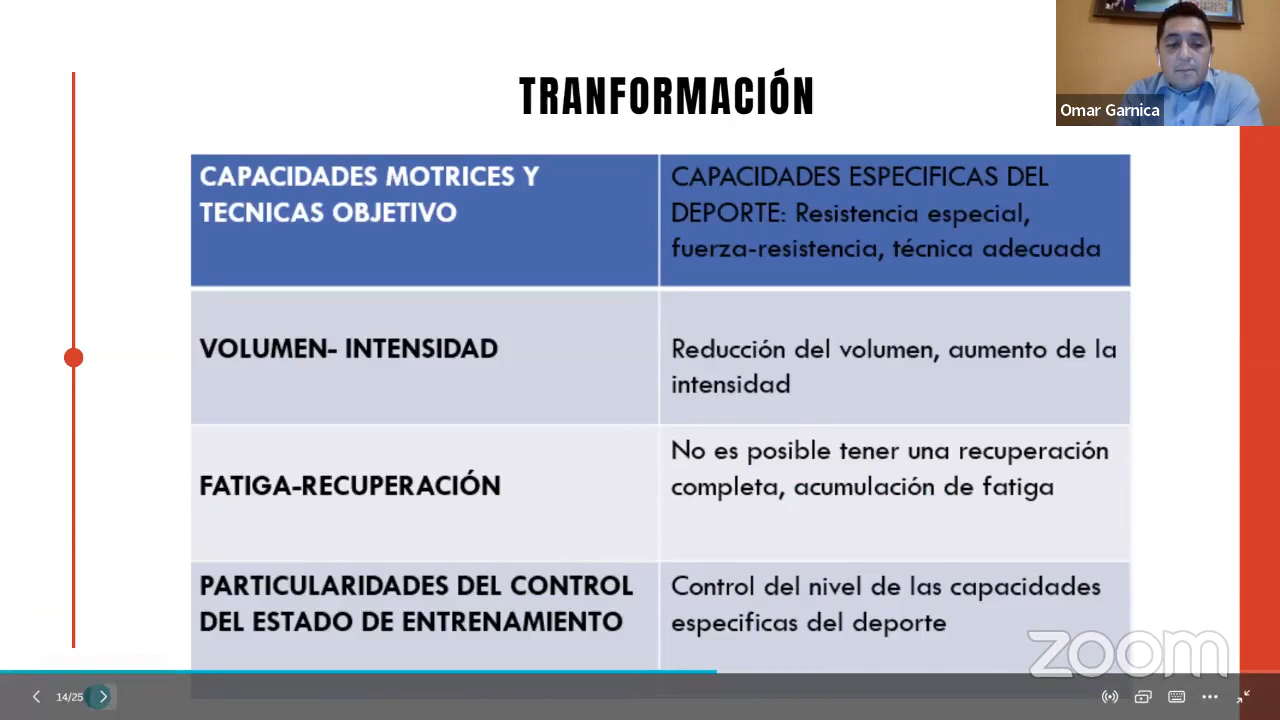 TRANFORMACIÓN
Omar Garnica
CAPACIDADES MOTRICES Y
TECNICAS OBJETIVO
CAPACIDADES ESPECIFICAS DEL
DEPORTE: Resistencia especial,
fuerza-resistencia, técnica adecuada
VOLUMEN- INTENSIDAD
Reducción del volumen, aumento de la
intensidad
FATIGA-RECUPERACIÓN
No es posible tener una recuperación
completa, acumulación de fatiga
PARTICULARIDADES DEL CONTROL
DEL ESTADO DE ENTRENAMIENTO
Control del nivel de las capacidades
especificas del deporte
zoom
14/25